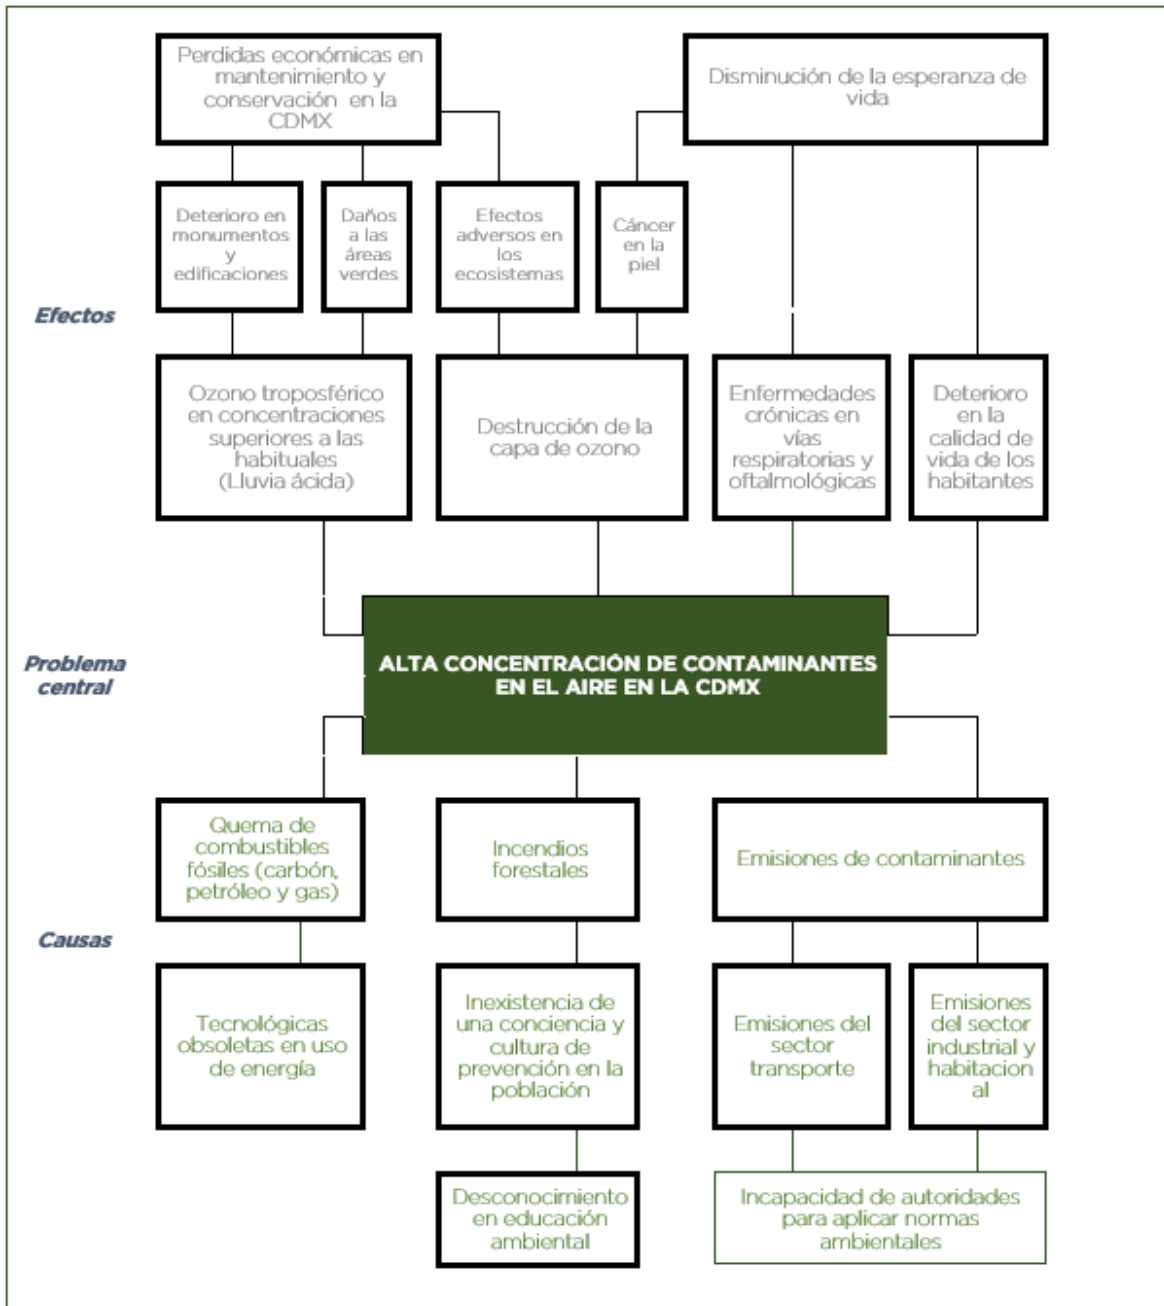 Perdidas económicas en
mantenimiento y
conservación en la
CDMX
Disminución de la esperanza de
vida
Deterioro en
monumentos
y
edificaciones
Daños
a las
áreas
verdes
Efectos
adversos en
los
ecosistemas
Cáncer
en la
piel
Efectos
Ozono troposférico
en concentraciones
superiores a las
habituales
(Lluvia ácida)
Destrucción de la
capa de ozono
Enfermedades
crónicas en
vías
respiratorias y
oftalmológicas
Deterioro
en la
calidad de
vida de los
habitantes
Problema
central
ALTA CONCENTRACIÓN DE CONTAMINANTES
EN EL AIRE EN LA CDMX
Quema de
combustibles
fósiles (carbón,
petróleo y gas)
Incendios
forestales
Emisiones de contaminantes
Causas
Tecnológicas
obsoletas en uso
de energía
Inexistencia de
una conciencia y
cultura de
prevención en la
población
Emisiones del
sector
transporte
Emisiones
del sector
industrial y
habitacion
al
Desconocimiento
en educación
ambiental
Incapacidad de autoridades
para aplicar normas
ambientales